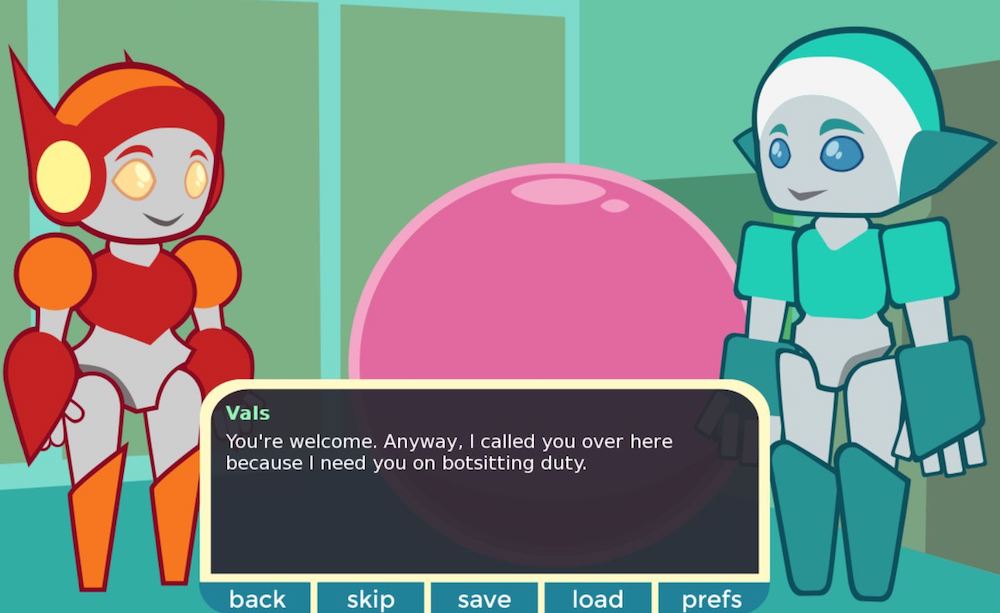 Vals
You're welcome. Anyway, I called you over here
because I need you on botsitting duty.
back skip save load prefs